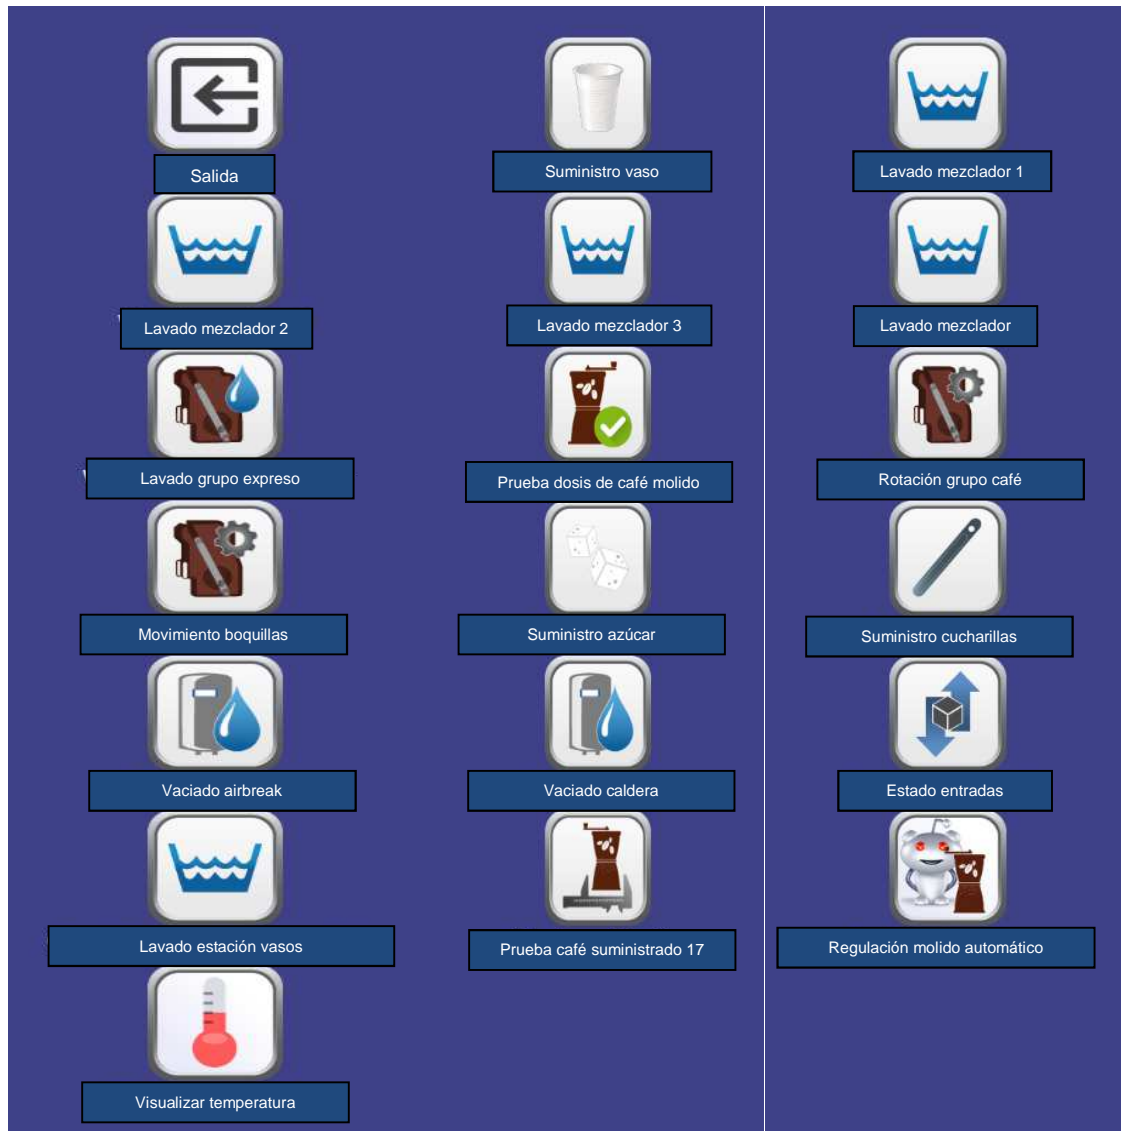 Salida
Suministro vaso
Lavado mezclador 1
Lavado mezclador 2
Lavado mezclador 3
Lavado mezclador
Lavado grupo expreso
Prueba dosis de café molido
Rotación grupo café
Movimiento boquillas
Suministro azúcar
Suministro cucharillas
Vaciado airbreak
Vaciado caldera
Estado entradas
Lavado estación vasos
Prueba café suministrado 17
Regulación molido automático
Visualizar temperatura